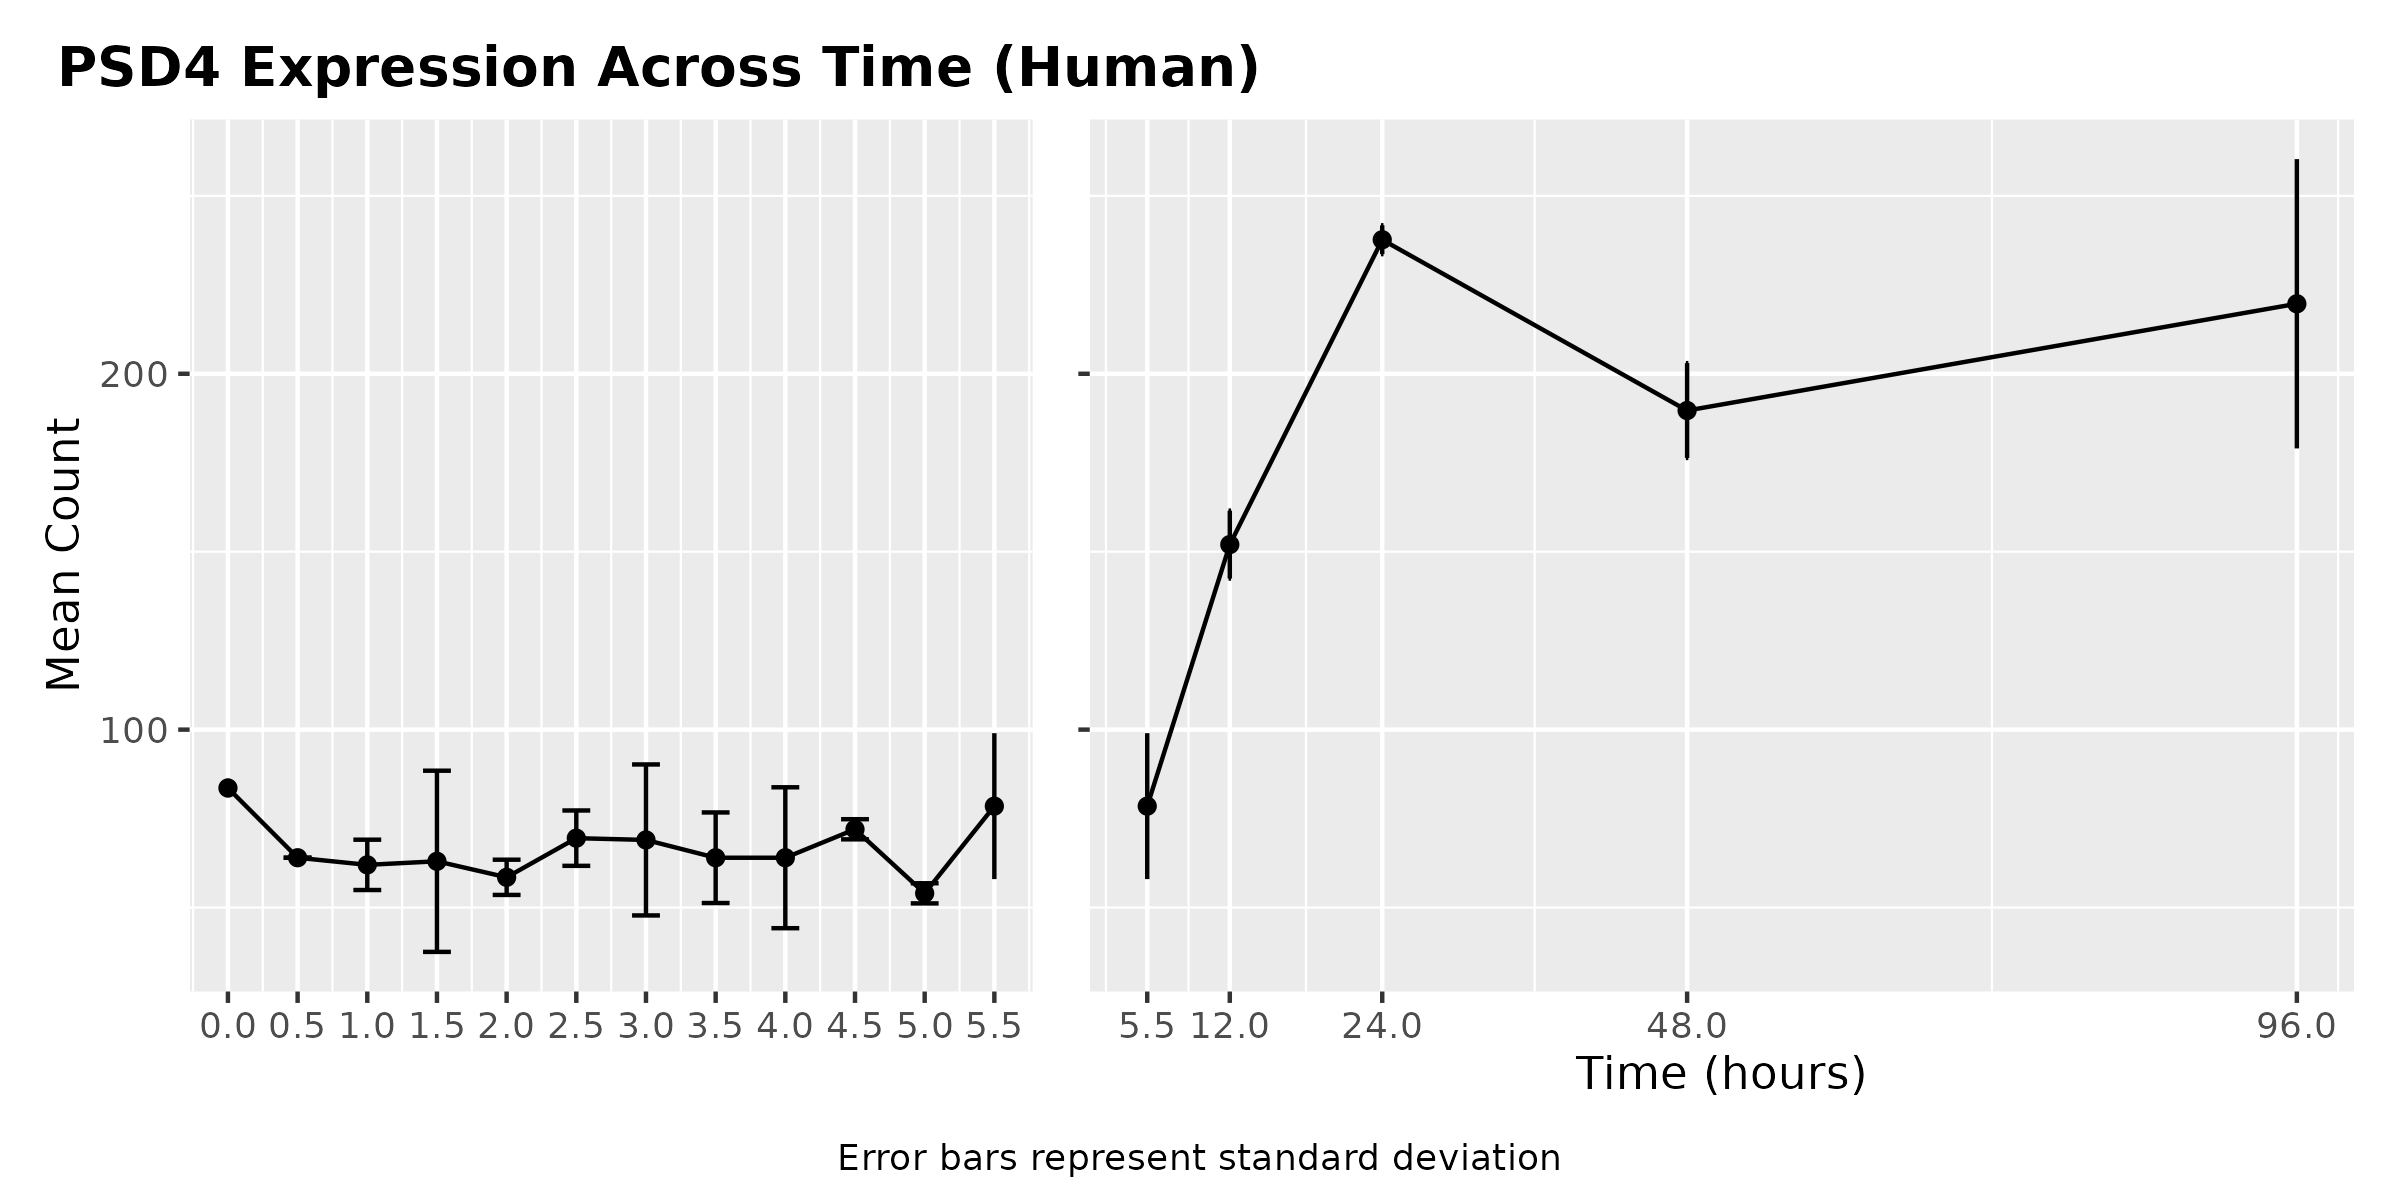 PSD4 Expression Across Time (Human)
Mean Count
200
100
0.0 0.5 1.0 1.5 2.0 2.5 3.0 3.5 4.0 4.5 5.0 5.5
5.5 12.0 24.0 48.0 96.0
Time (hours)
Error bars represent standard deviation